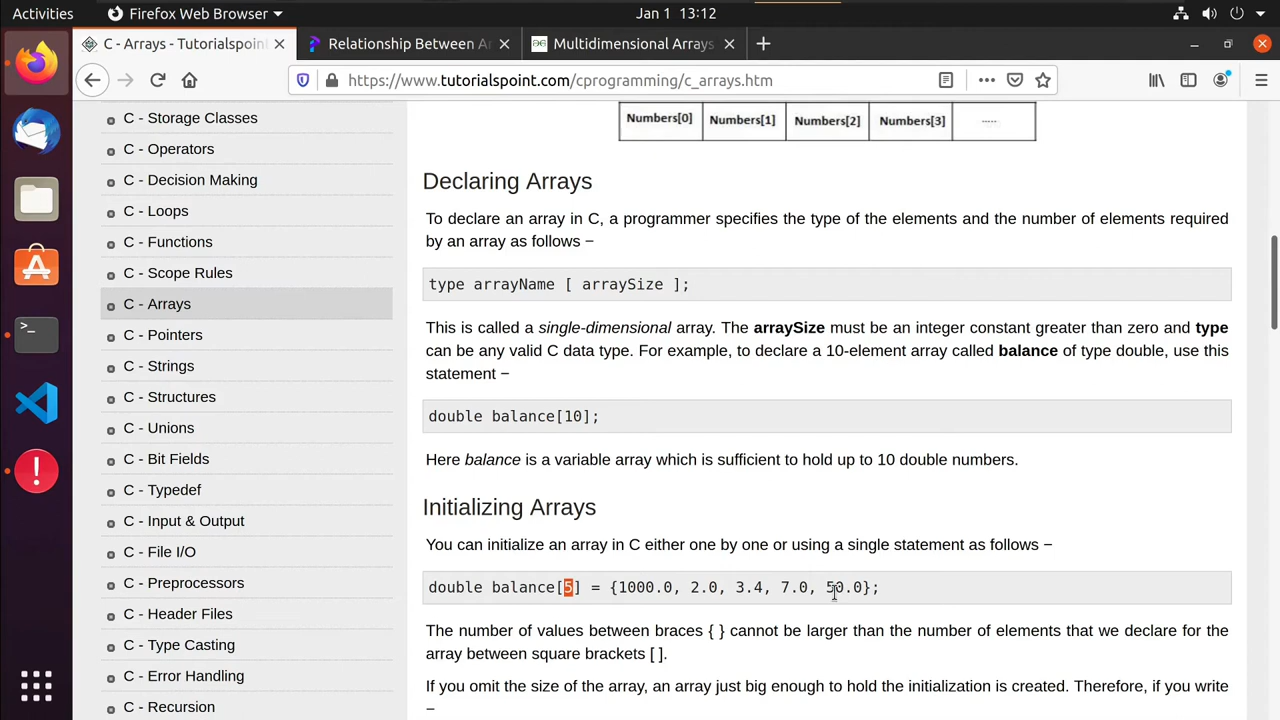 Activities
Firefox Web Browser
Jan 1 13:12
C - Arrays - Tutorialspoint
Relationship Between Ar
Multidimensional Arrays
https://www.tutorialspoint.com/cprogramming/c_arrays.htm
C - Storage Classes
C - Operators
C - Decision Making
C - Loops
C - Functions
C - Scope Rules
C - Arrays
C - Pointers
C - Strings
C - Structures
C - Unions
C - Bit Fields
C - Typedef
C - Input & Output
C - File I/O
C - Preprocessors
C - Header Files
C - Type Casting
C - Error Handling
C - Recursion
Numbers[0] Numbers[1] Numbers[2] Numbers[3] .....
Declaring Arrays
To declare an array in C, a programmer specifies the type of the elements and the number of elements required
by an array as follows −
type arrayName [ arraySize ];
This is called a single-dimensional array. The arraySize must be an integer constant greater than zero and type
can be any valid C data type. For example, to declare a 10-element array called balance of type double, use this
statement −
double balance[10];
Here balance is a variable array which is sufficient to hold up to 10 double numbers.
Initializing Arrays
You can initialize an array in C either one by one or using a single statement as follows −
double balance[5] = {1000.0, 2.0, 3.4, 7.0, 50.0};
The number of values between braces { } cannot be larger than the number of elements that we declare for the
array between square brackets [ ].
If you omit the size of the array, an array just big enough to hold the initialization is created. Therefore, if you write
−